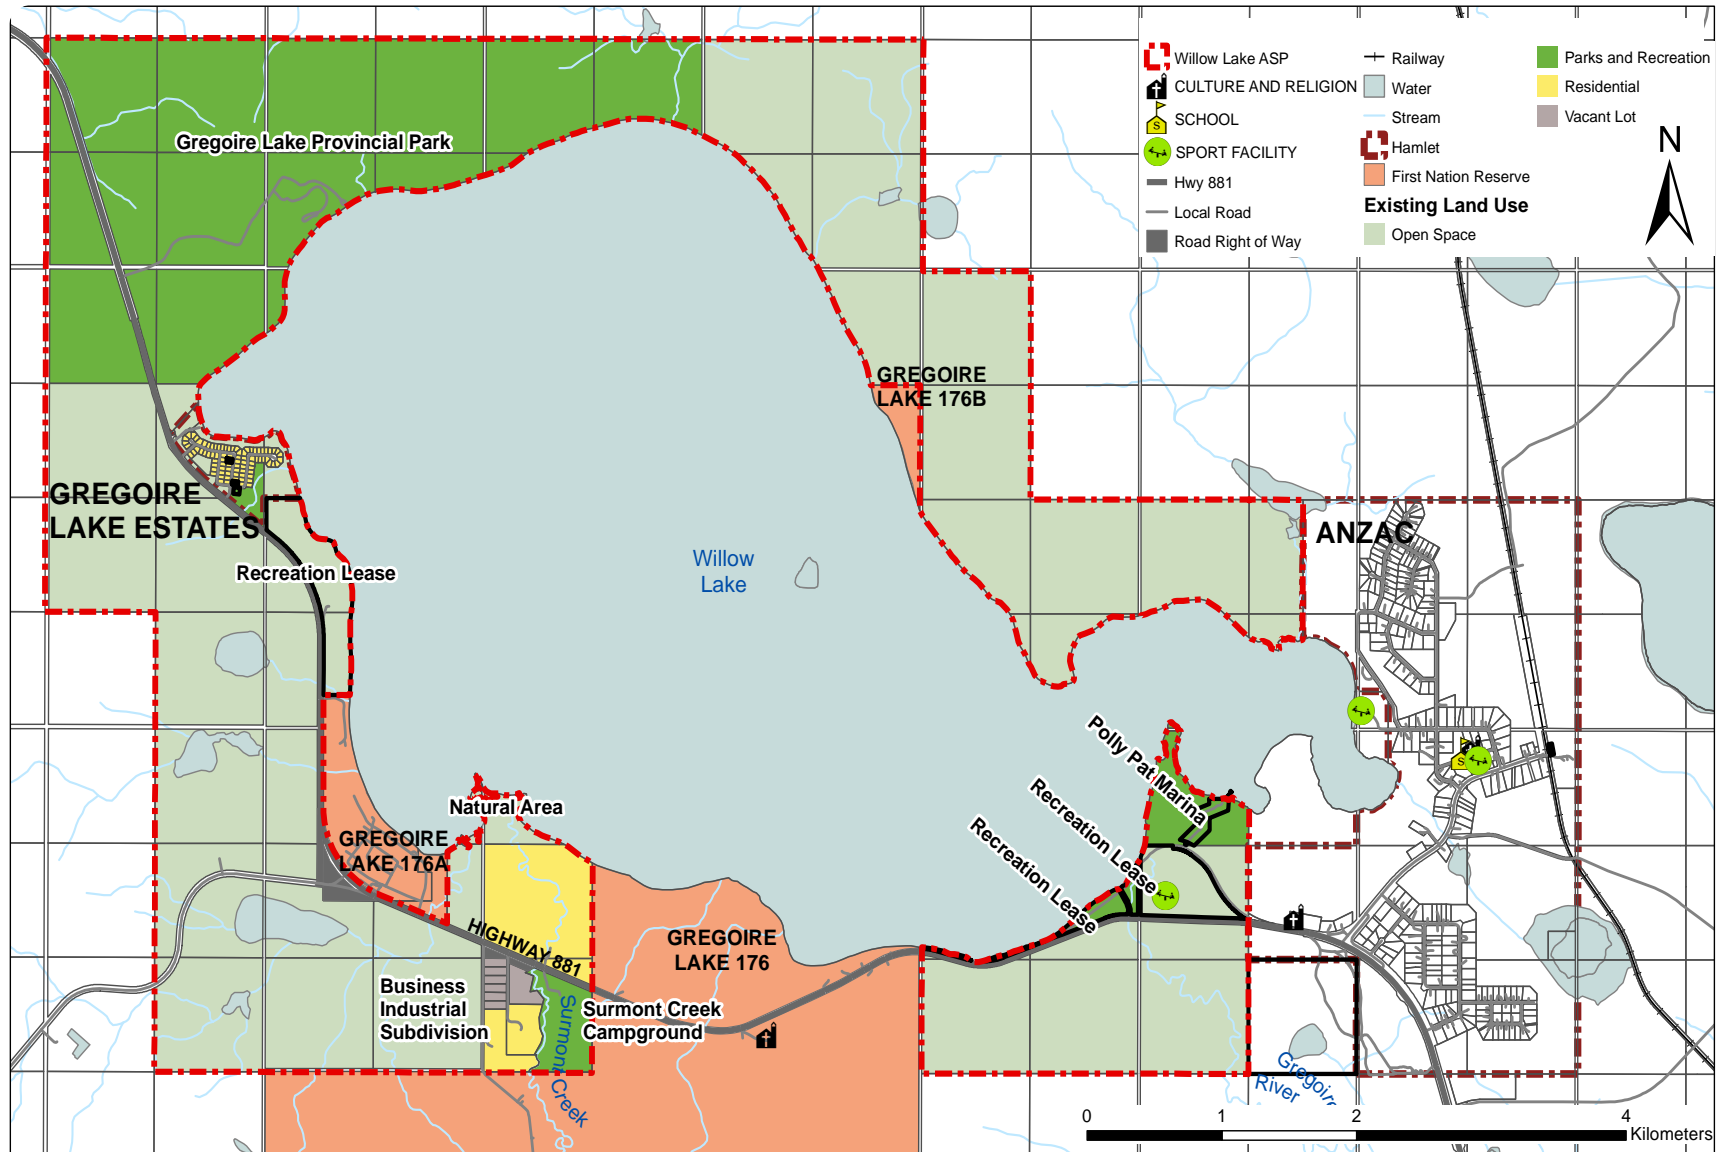 Willow Lake ASP
CULTURE AND RELIGION
SCHOOL
S
SPORT FACILITY
Hwy 881
Local Road
Road Right of Way
Railway
Water
Stream
Hamlet
First Nation Reserve
Existing Land Use
Open Space
Parks and Recreation
Residential
Vacant Lot
N
Gregoire Lake Provincial Park
GREGOIRE
LAKE 176B
GREGOIRE
LAKE ESTATES
ANZAC
Recreation Lease
Willow
Lake
Polly Pat Marina
S
Recreation Lease
Recreation Lease
Natural Area
GREGOIRE
LAKE 176A
HIGHWAY 881
GREGOIRE
LAKE 176
Business
Industrial
Subdivision
Surmont Creek
Campground
Surmont Creek
Gregoire
River
0 1 2 4
Kilometers